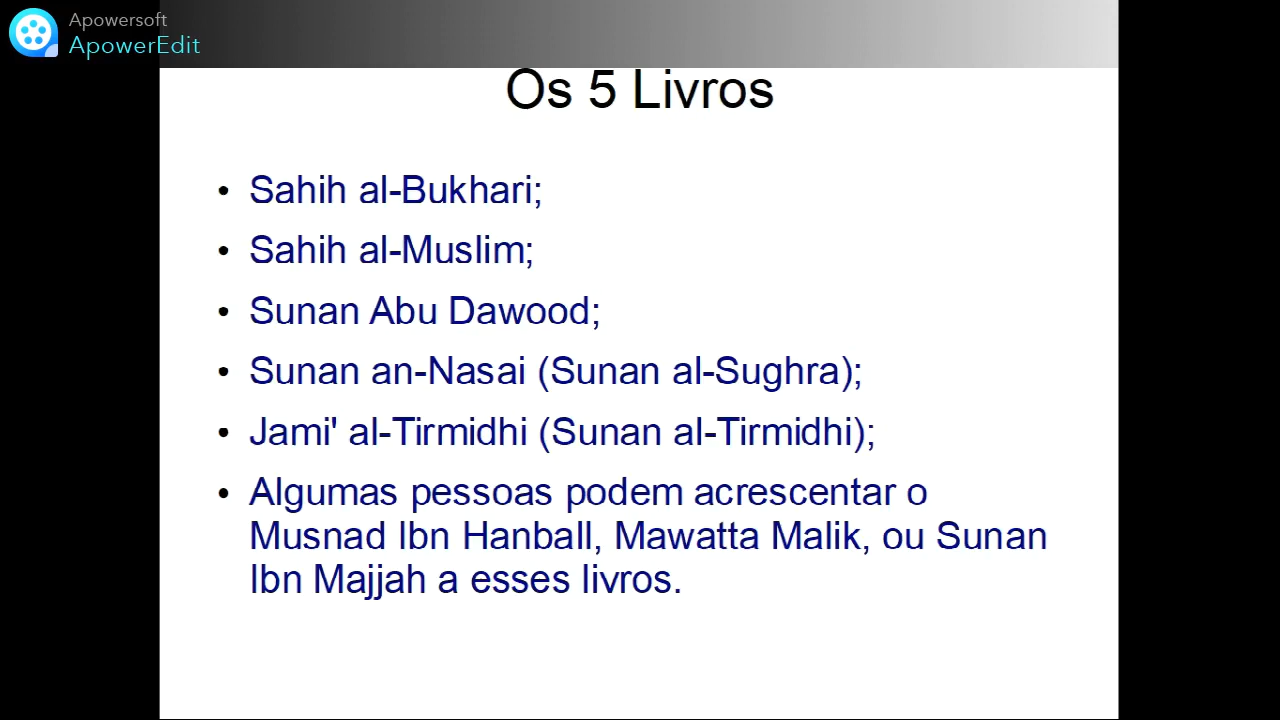 Apowersoft
ApowerEdit
Os 5 Livros
• Sahih al-Bukhari;
• Sahih al-Muslim;
• Sunan Abu Dawood;
• Sunan an-Nasai (Sunan al-Sughra);
• Jami' al-Tirmidhi (Sunan al-Tirmidhi);
• Algumas pessoas podem acrescentar o
Musnad Ibn Hanball, Mawatta Malik, ou Sunan
Ibn Majjah a esses livros.